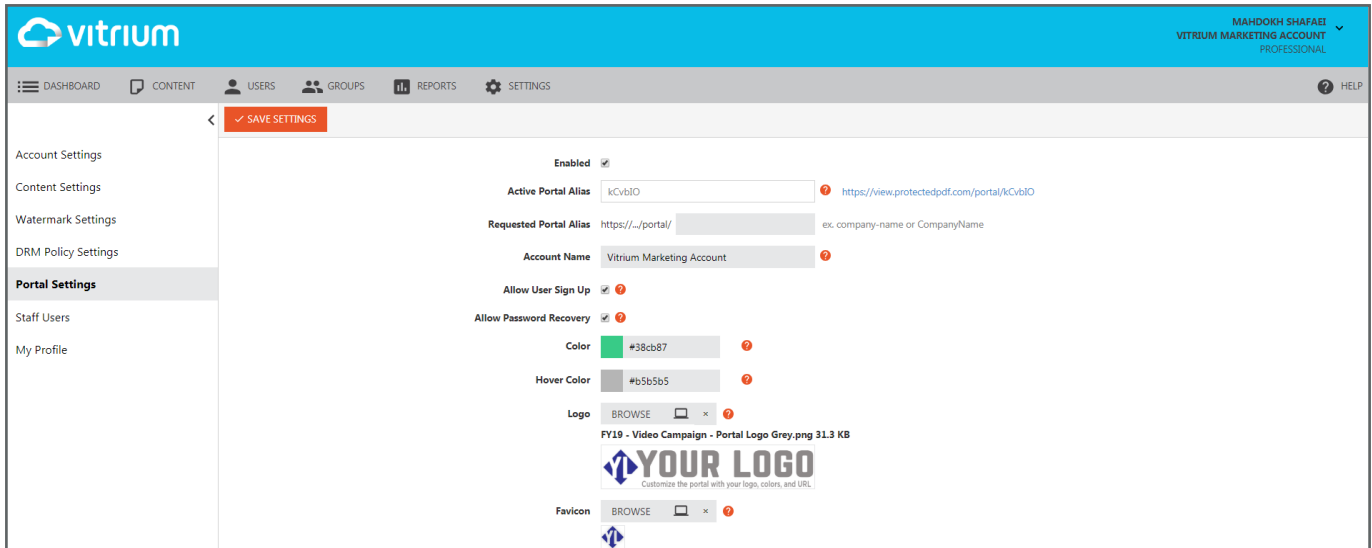 vitrium
MAHDOKH SHAFAEI
VITRIUM MARKETING ACCOUNT
PROFESSIONAL
DASHBOARD CONTENT USERS GROUPS REPORTS SETTINGS ? HELP
SAVE SETTINGS
Account Settings
Content Settings
Watermark Settings
DRM Policy Settings
Portal Settings
Staff Users
My Profile
Enabled
Active Portal Alias kCvbIO ? https://view.protectedpdf.com/portal/kCvbIO
Requested Portal Alias https://.../portal/ ex. company-name or CompanyName
Account Name Vitrium Marketing Account ?
Allow User Sign Up ?
Allow Password Recovery ?
Color #38cb87 ?
Hover Color #b5b5b5 ?
Logo BROWSE × ?
FY19 - Video Campaign - Portal Logo Grey.png 31.3 KB
YL YOUR LOGO
Customize the portal with your logo, colors, and URL
Favicon BROWSE × ?
YL